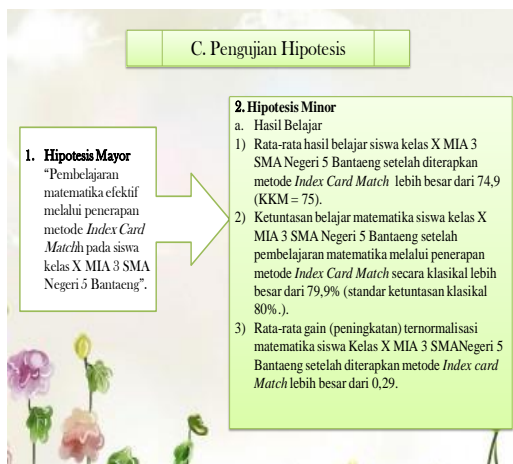 C. Pengujian Hipotesis
1. Hipotesis Mayor
“Pembelajaran
matematika efektif
melalui penerapan
metode Index Card
Matchh pada siswa
kelas X MIA 3 SMA
Negeri 5 Bantaeng”.
2. Hipotesis Minor
a. Hasil Belajar
1) Rata-rata hasil belajar siswa kelas X MIA 3
SMA Negeri 5 Bantaeng setelah diterapkan
metode Index Card Match lebih besar dari 74,9
(KKM = 75).
2) Ketuntasan belajar matematika siswa kelas X
MIA 3 SMA Negeri 5 Bantaeng setelah
pembelajaran matematika melalui penerapan
metode Index Card Match secara klasikal lebih
besar dari 79,9% (standar ketuntasan klasikal
80%.).
3) Rata-rata gain (peningkatan) ternormalisasi
matematika siswa Kelas X MIA 3 SMANegeri 5
Bantaeng setelah diterapkan metode Index card
Match lebih besar dari 0,29.